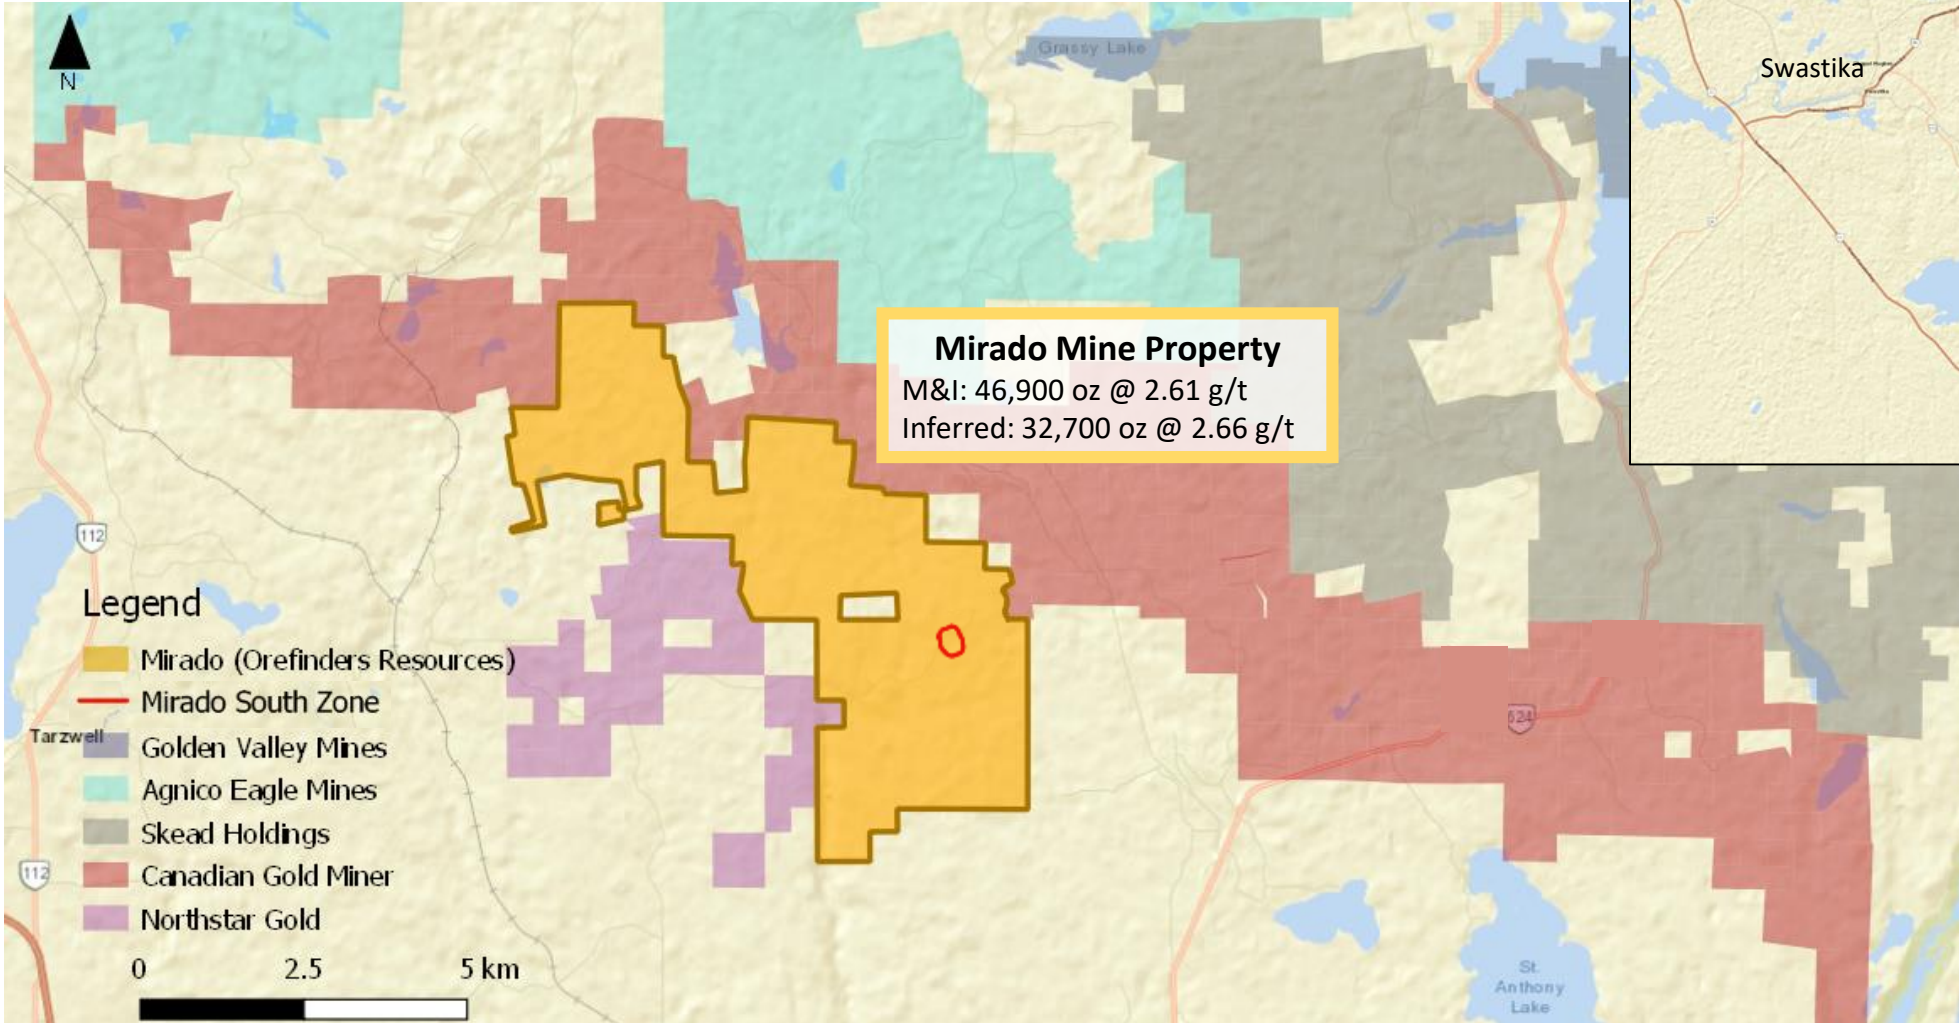 N
Grassy Lake
Swastika
Mirado Mine Property
M&I: 46,900 oz @ 2.61 g/t
Inferred: 32,700 oz @ 2.66 g/t
112
Legend
Mirado (Orefinders Resources)
Mirado South Zone
Tarzwell
Golden Valley Mines
Agnico Eagle Mines
Skead Holdings
112
Canadian Gold Miner
Northstar Gold
0 2.5 5 km
624
St.
Anthony
Lake